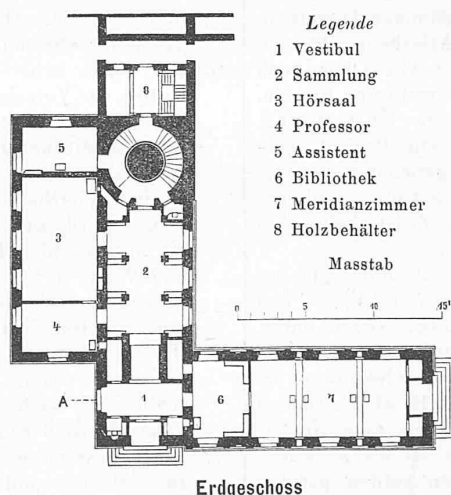 Legende
1 Vestibul
2 Sammlung
3 Hörsaal
4 Professor
5 Assistent
6 Bibliothek
7 Meridianzimmer
8 Holzbehälter
Masstab
0 5 10 15
8
5
3
2
4
A
1
6
7
Erdgeschoss